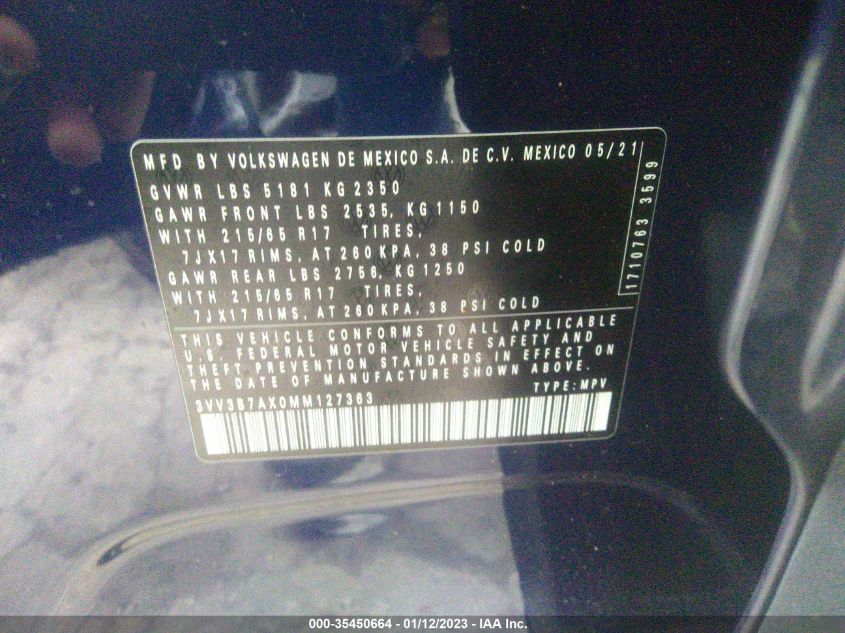 MFD BY VOLKSWAGEN DE MEXICO S.A. DE C.V. MEXICO 05/21
GVWR LBS 5181 KG 2350
GAWR FRONT LBS 2535, KG 1150
WITH 215/65 R17 TIRES,
7JX17 RIMS, AT 260 KPA, 38 PSI COLD
GAWR REAR LBS 2756, KG 1250
WITH 215/65 R17 TIRES,
7JX17 RIMS, AT 260 KPA, 38 PSI COLD
1710763 3599
THIS VEHICLE CONFORMS TO ALL APPLICABLE
U.S. FEDERAL MOTOR VEHICLE SAFETY AND
THEFT PREVENTION STANDARDS IN EFFECT ON
THE DATE OF MANUFACTURE SHOWN ABOVE.
3VV3B7AX0MM127363 TYPE: MPV
000-35450664 - 01/12/2023 - IAA Inc.